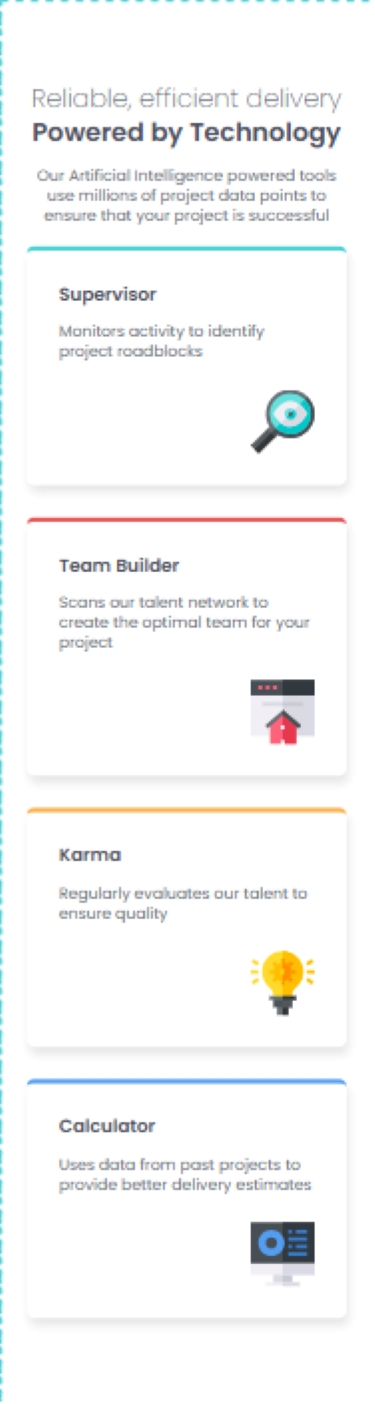 Reliable, efficient delivery
Powered by Technology
Our Artificial Intelligence powered tools
use millions of project data points to
ensure that your project is successful
Supervisor
Monitors activity to identify
project roadblocks
Team Builder
Scans our talent network to
create the optimal team for your
project
Karma
Regularly evaluates our talent to
ensure quality
Calculator
Uses data from past projects to
provide better delivery estimates